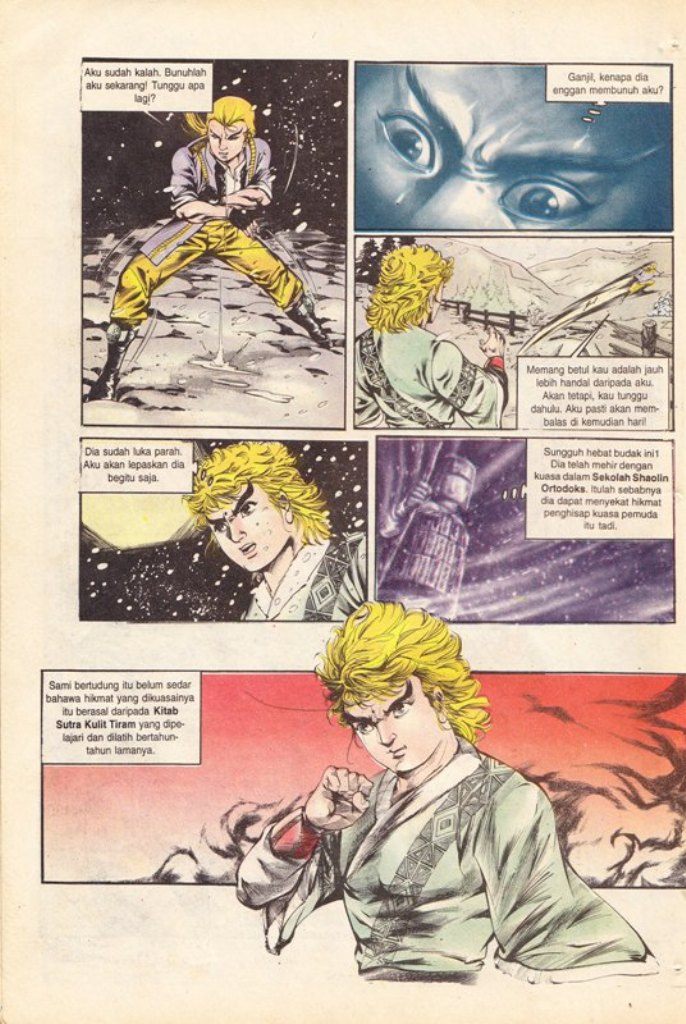 Aku sudah kalah. Bunuhlah
aku sekarang! Tunggu apa
lagi?
Ganjil, kenapa dia
enggan membunuh aku?
Memang betul kau adalah jauh
lebih handal daripada aku.
Akan tetapi, kau tunggu
dahulu. Aku pasti akan mem-
balas di kemudian hari!
Dia sudah luka parah.
Aku akan lepaskan dia
begitu saja.
Sungguh hebat budak ini1
Dia telah mehir dengan
kuasa dalam Sekolah Shaolin
Ortodoks. Itulah sebabnya
dia dapat menyekat hikmat
penghisap kuasa pemuda
itu tadi.
Sami bertudung itu belum sedar
bahawa hikmat yang dikuasainya
itu berasal daripada Kitab
Sutra Kulit Tiram yang dipe-
lajari dan dilatih bertahun-
tahun lamanya.